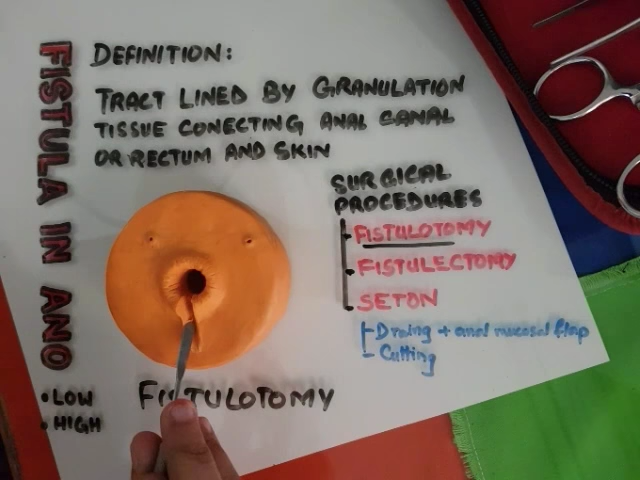 FISTULA IN ANO
DEFINITION:
TRACT LINED BY GRANULATION
TISSUE CONECTING ANAL CANAL
OR RECTUM AND SKIN
SURGICAL
PROCEDURES
FISTULOTOMY
FISTULECTOMY
SETON
Draing + anal mucosal flap
Cutting
• LOW
• HIGH
FISTULOTOMY